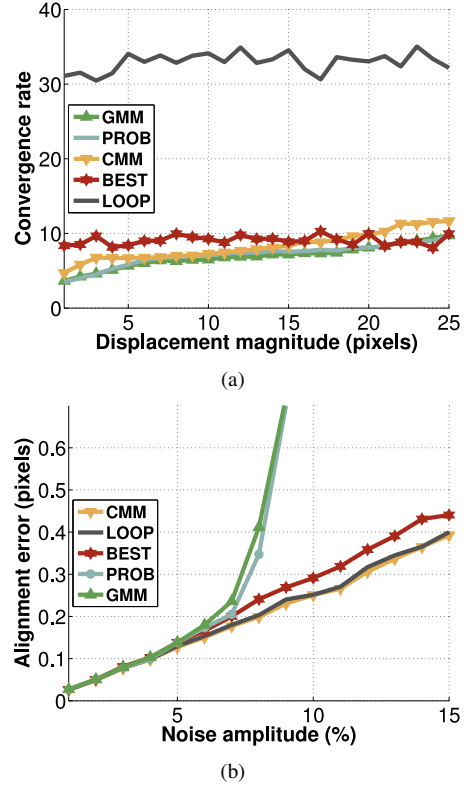 40
30
20
10
0
Convergence rate
GMM
PROB
CMM
BEST
LOOP
5 10 15 20 25
Displacement magnitude (pixels)
(a)
0.6
0.5
0.4
0.3
0.2
0.1
0
Alignment error (pixels)
CMM
LOOP
BEST
PROB
GMM
5 10 15
Noise amplitude (%)
(b)